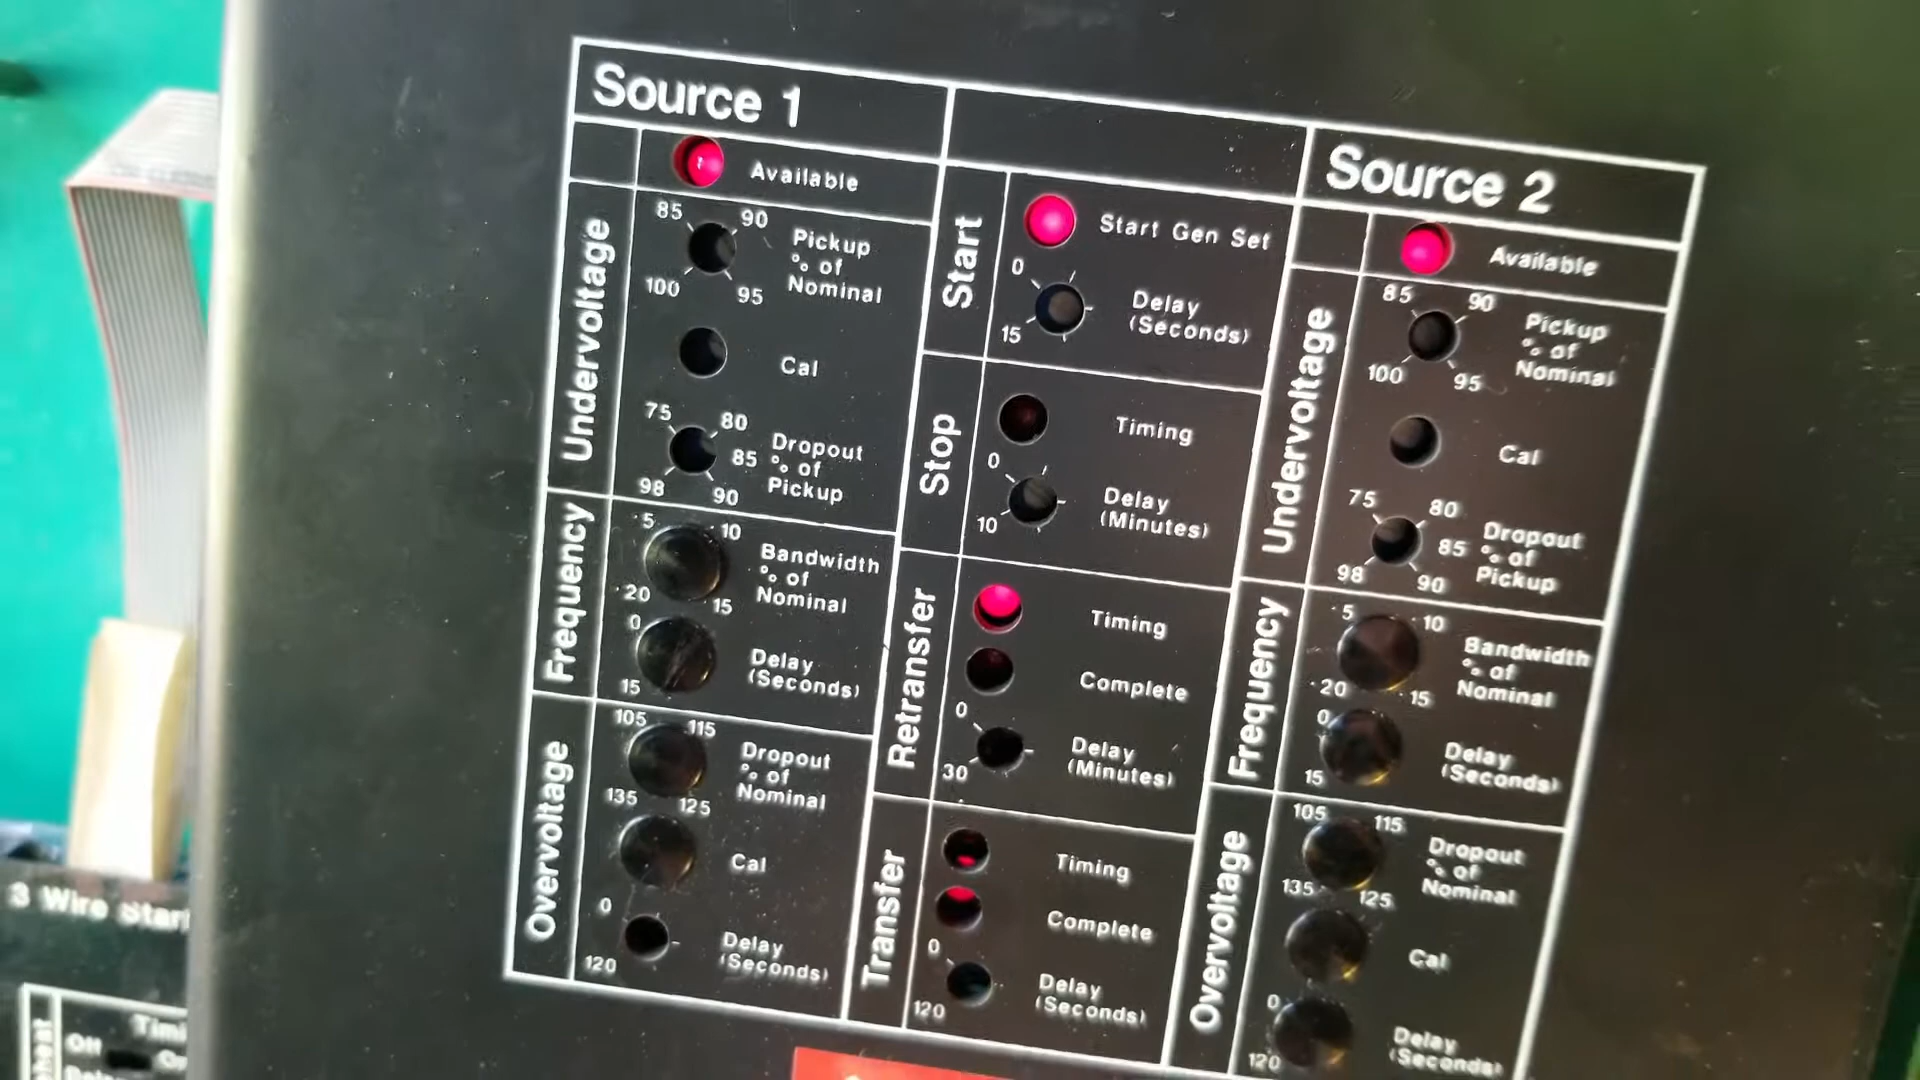 Source 1
Available
Undervoltage
85
90
Pickup
% of
Nominal
100
95
Cal
75
80
85
Dropout
% of
Pickup
98
90
Frequency
5
10
Bandwidth
% of
Nominal
20
15
0
Delay
(Seconds)
15
Overvoltage
105
115
Dropout
% of
Nominal
135
125
Cal
0
Delay
(Seconds)
120
Start
Start Gen Set
0
Delay
(Seconds)
15
Stop
Timing
0
Delay
(Minutes)
10
Retransfer
Timing
Complete
0
Delay
(Minutes)
30
Transfer
Timing
Complete
0
Delay
(Seconds)
120
Source 2
Available
Undervoltage
85
90
Pickup
% of
Nominal
100
95
Cal
75
80
85
Dropout
% of
Pickup
98
90
Frequency
5
10
Bandwidth
% of
Nominal
20
15
0
Delay
(Seconds)
15
Overvoltage
105
115
Dropout
% of
Nominal
135
125
Cal
0
Delay
(Seconds)
120
3 Wire
Off